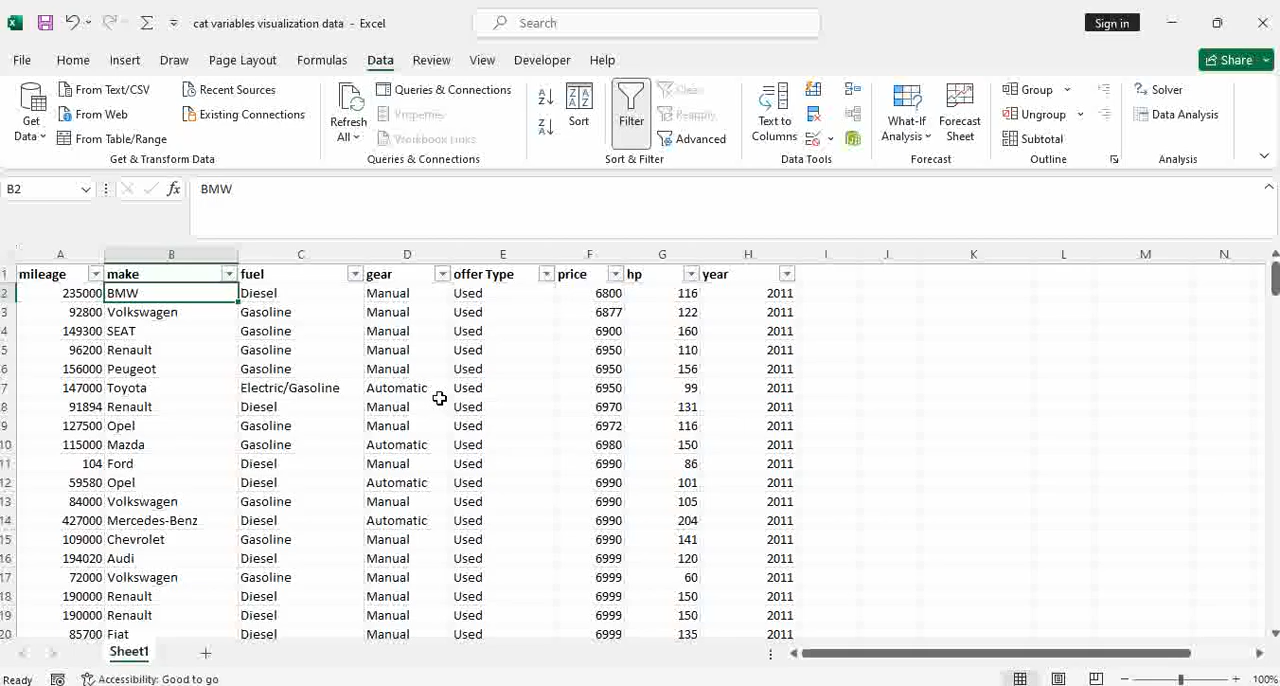 cat variables visualization data - Excel
Search
Sign in
File Home Insert Draw Page Layout Formulas Data Review View Developer Help Share
Get Data
From Text/CSV
From Web
From Table/Range
Recent Sources
Existing Connections
Get & Transform Data
Refresh All
Queries & Connections
Properties
Workbook Links
Queries & Connections
Sort
Filter
Clear
Reapply
Advanced
Sort & Filter
Text to Columns
Data Tools
What-If Analysis
Forecast Sheet
Forecast
Group
Ungroup
Subtotal
Outline
Solver
Data Analysis
Analysis
B2 fx BMW
A B C D E F G H I J K L M N
1 mileage make fuel gear offer Type price hp year
2 235000 BMW Diesel Manual Used 6800 116 2011
3 92800 Volkswagen Gasoline Manual Used 6877 122 2011
4 149300 SEAT Gasoline Manual Used 6900 160 2011
5 96200 Renault Gasoline Manual Used 6950 110 2011
6 156000 Peugeot Gasoline Manual Used 6950 156 2011
7 147000 Toyota Electric/Gasoline Automatic Used 6950 99 2011
8 91894 Renault Diesel Manual Used 6970 131 2011
9 127500 Opel Gasoline Manual Used 6972 116 2011
10 115000 Mazda Gasoline Automatic Used 6980 150 2011
11 104 Ford Diesel Manual Used 6990 86 2011
12 59580 Opel Diesel Automatic Used 6990 101 2011
13 84000 Volkswagen Gasoline Manual Used 6990 105 2011
14 427000 Mercedes-Benz Diesel Automatic Used 6990 204 2011
15 109000 Chevrolet Gasoline Manual Used 6990 141 2011
16 194020 Audi Diesel Manual Used 6999 120 2011
17 72000 Volkswagen Gasoline Manual Used 6999 60 2011
18 190000 Renault Diesel Manual Used 6999 150 2011
19 190000 Renault Diesel Manual Used 6999 150 2011
20 85700 Fiat Diesel Manual Used 6999 135 2011
Sheet1
Ready Accessibility: Good to go 100%